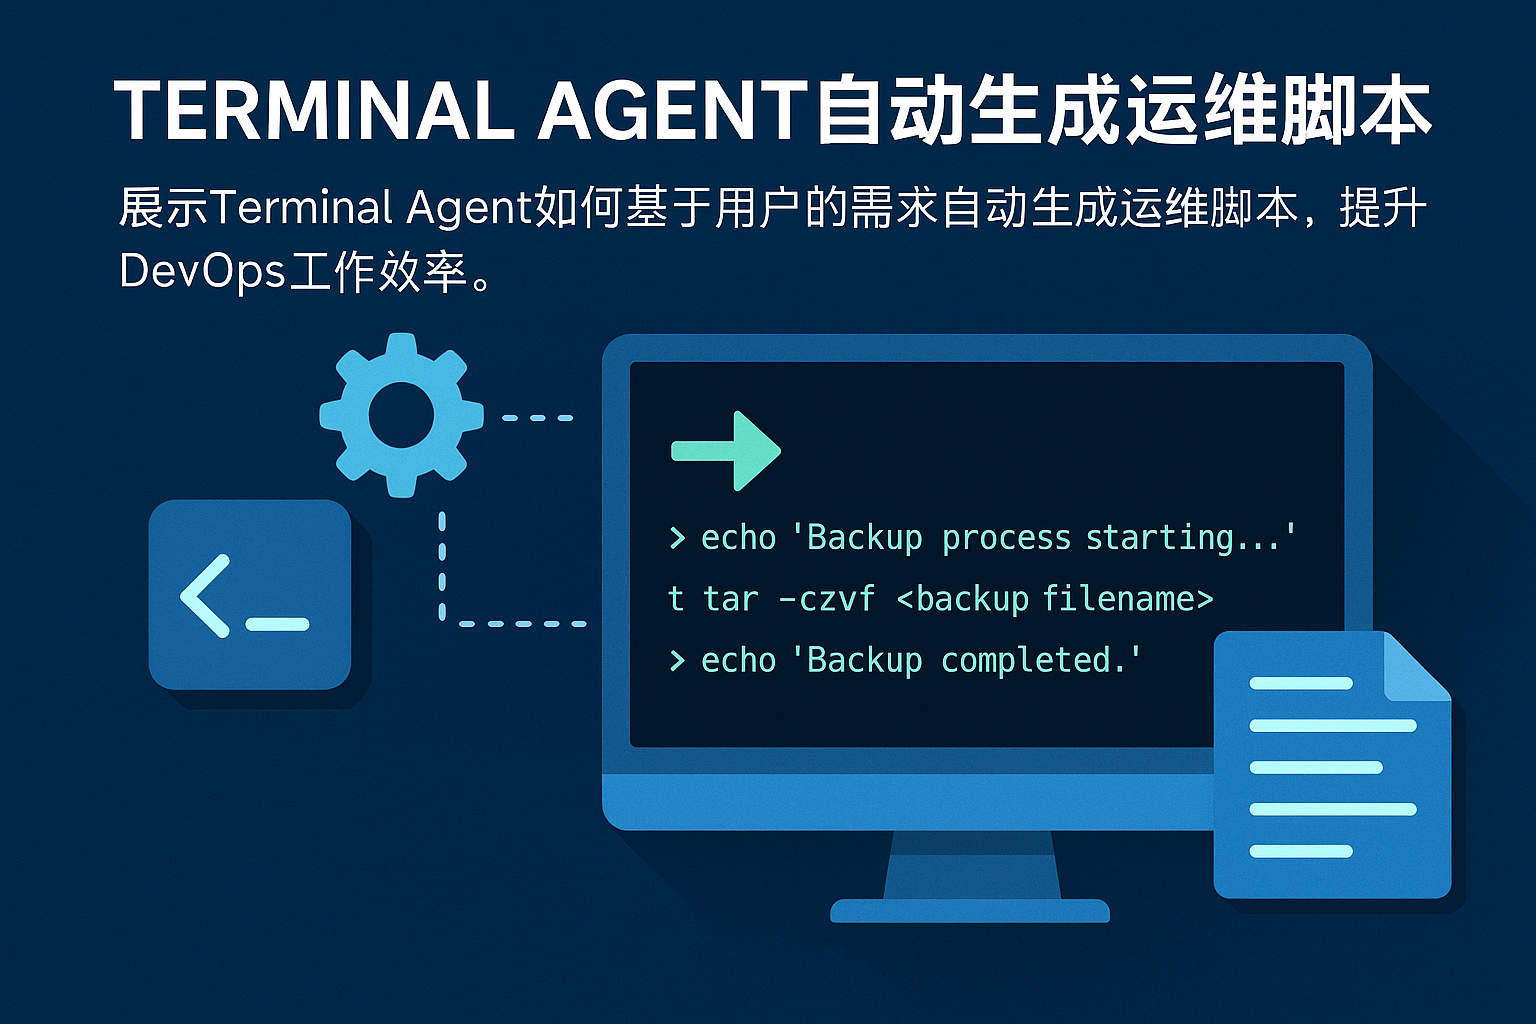 TERMINAL AGENT自动生成运维脚本
展示Terminal Agent如何基于用户的需求自动生成运维脚本，提升
DevOps工作效率。
> echo 'Backup process starting...'
t tar -czvf <backup filename>
> echo 'Backup completed.'